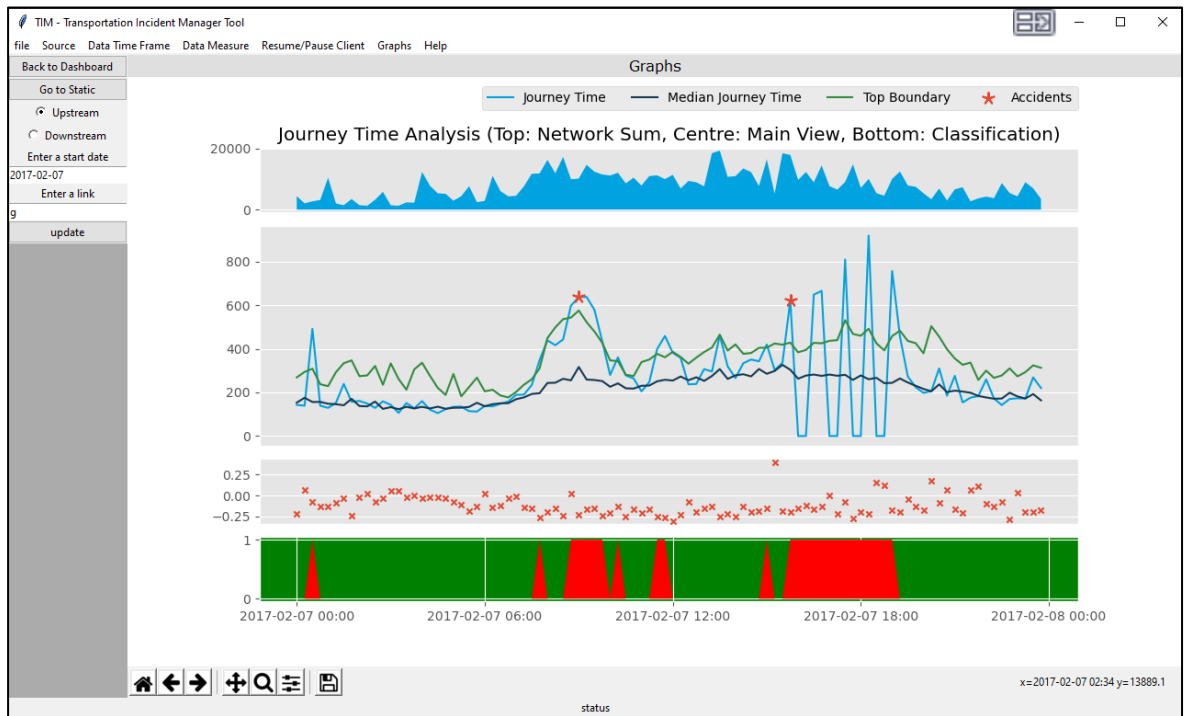 TIM - Transportation Incident Manager Tool
file Source Data Time Frame Data Measure Resume/Pause Client Graphs Help
Back to Dashboard
Graphs
Go to Static
Upstream
Downstream
Enter a start date
2017-02-07
Enter a link
g
update
Journey Time Median Journey Time Top Boundary Accidents
Journey Time Analysis (Top: Network Sum, Centre: Main View, Bottom: Classification)
20000
0
800
600
400
200
0
0.25
0.00
−0.25
1
0
2017-02-07 00:00 2017-02-07 06:00 2017-02-07 12:00 2017-02-07 18:00 2017-02-08 00:00
x=2017-02-07 02:34 y=13889.1
status